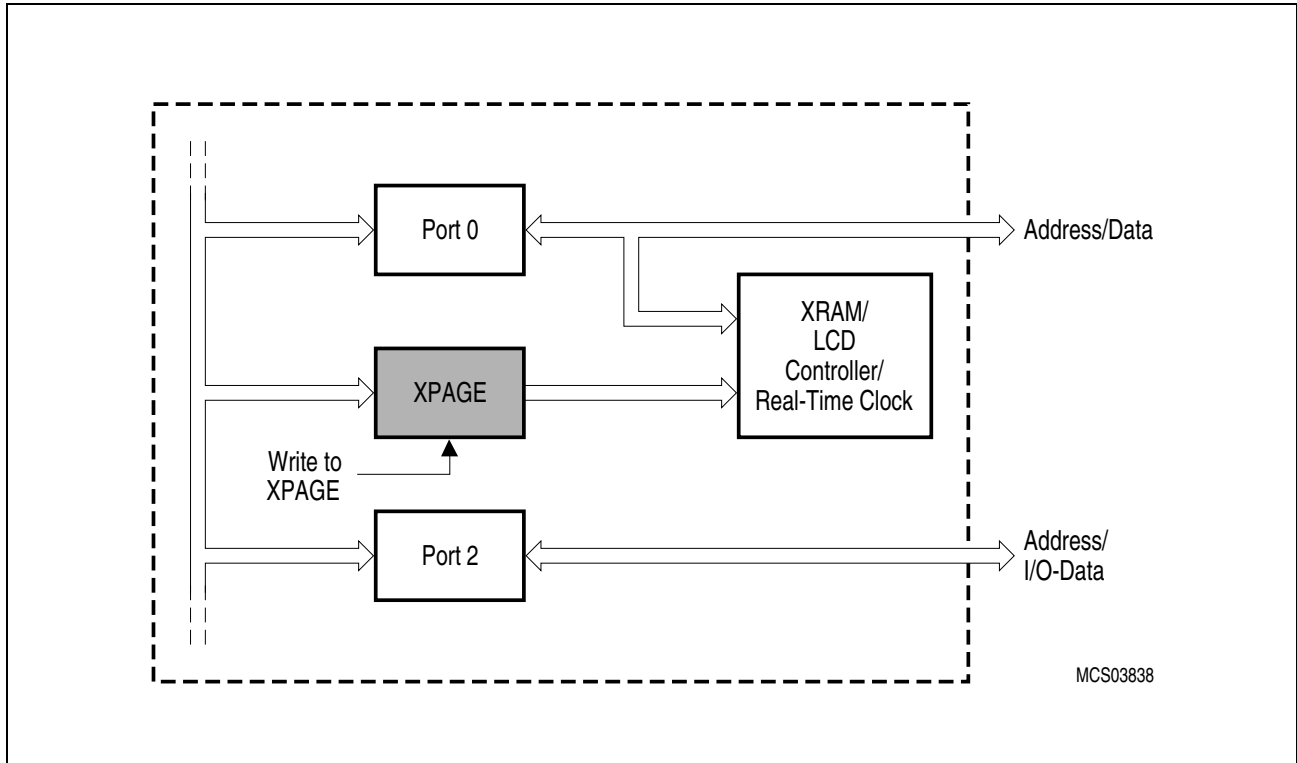 Port 0
Address/Data
XRAM/
LCD
Controller/
Real-Time Clock
XPAGE
Write to
XPAGE
Port 2
Address/
I/O-Data
MCS03838